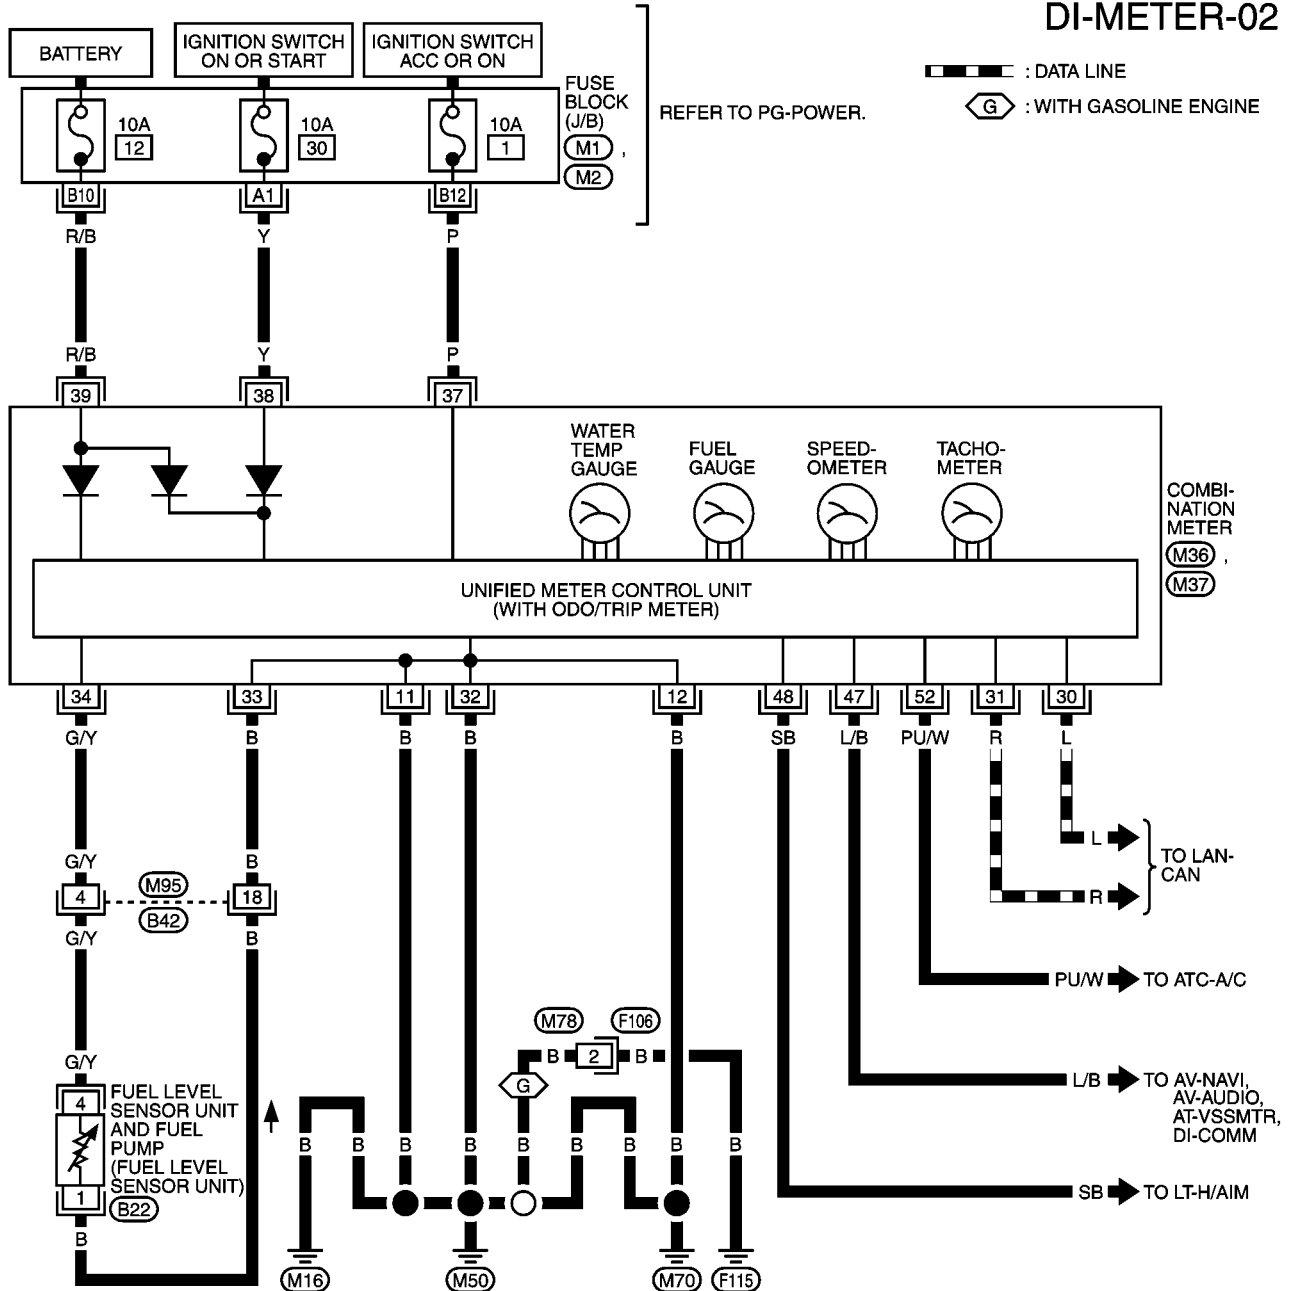 DI-METER-02
BATTERY
IGNITION SWITCH
ON OR START
IGNITION SWITCH
ACC OR ON
: DATA LINE
G : WITH GASOLINE ENGINE
FUSE
BLOCK
(J/B)
M1 ,
M2
REFER TO PG-POWER.
10A
12
10A
30
10A
1
B10 A1 B12
R/B Y P
R/B Y P
39 38 37
WATER
TEMP
GAUGE
FUEL
GAUGE
SPEED-
OMETER
TACHO-
METER
COMBI-
NATION
METER
M36 ,
M37
UNIFIED METER CONTROL UNIT
(WITH ODO/TRIP METER)
34 33 11 32 12 48 47 52 31 30
G/Y B B B B SB L/B PU/W R L
L
R
TO LAN-
CAN
G/Y B
4 M95 18
B42
G/Y B
PU/W TO ATC-A/C
M78 F106
B 2 B
G
L/B TO AV-NAVI,
AV-AUDIO,
AT-VSSMTR,
DI-COMM
G/Y
4
FUEL LEVEL
SENSOR UNIT
AND FUEL
PUMP
(FUEL LEVEL
SENSOR UNIT)
1
B22
B B B B B B B B B
SB TO LT-H/AIM
B
M16 M50 M70 F115